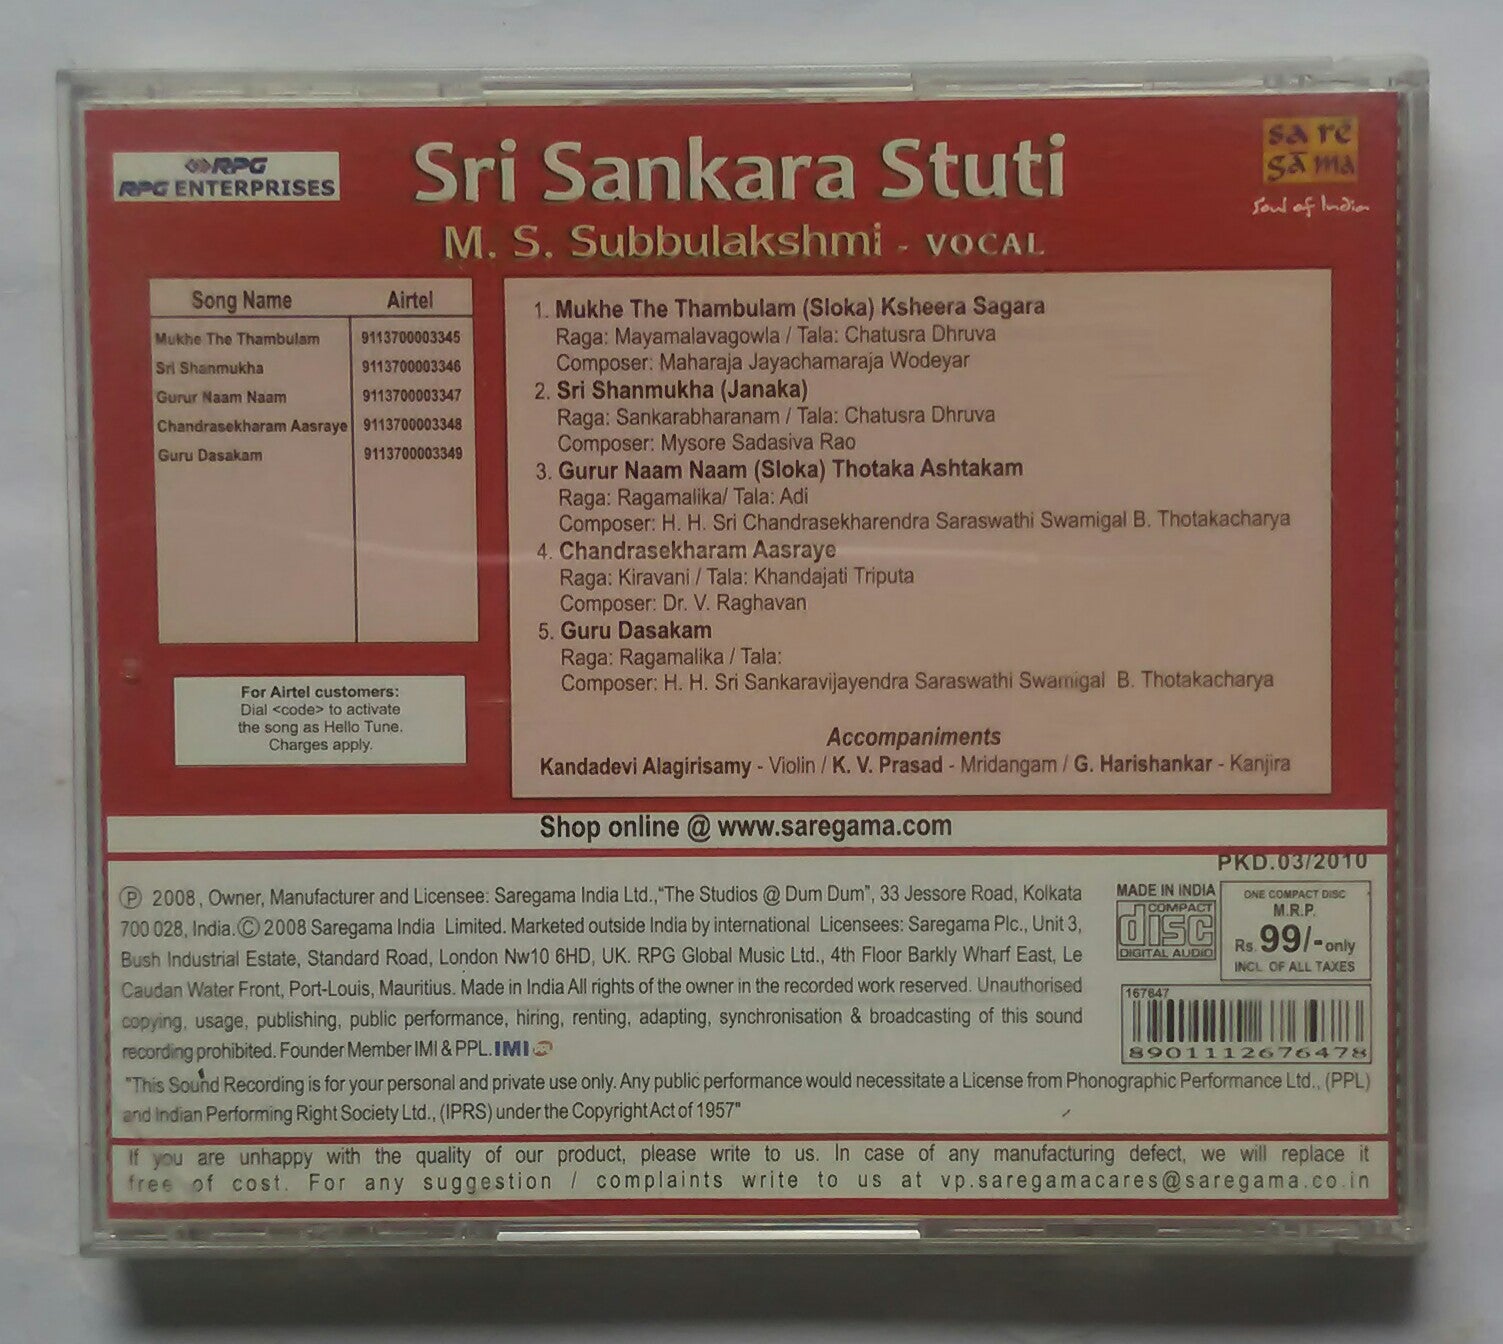 RPG
RPG ENTERPRISES
Sri Sankara Stuti
sa re
ga ma
Soul of India
M. S. Subbulakshmi - VOCAL
Song Name Airtel
Mukhe The Thambulam 9113700003345
Sri Shanmukha 9113700003346
Gurur Naam Naam 9113700003347
Chandrasekharam Aasraye 9113700003348
Guru Dasakam 9113700003349
For Airtel customers:
Dial <code> to activate
the song as Hello Tune.
Charges apply.
1. Mukhe The Thambulam (Sloka) Ksheera Sagara
Raga: Mayamalavagowla / Tala: Chatusra Dhruva
Composer: Maharaja Jayachamaraja Wodeyar
2. Sri Shanmukha (Janaka)
Raga: Sankarabharanam / Tala: Chatusra Dhruva
Composer: Mysore Sadasiva Rao
3. Gurur Naam Naam (Sloka) Thotaka Ashtakam
Raga: Ragamalika/ Tala: Adi
Composer: H. H. Sri Chandrasekharendra Saraswathi Swamigal B. Thotakacharya
4. Chandrasekharam Aasraye
Raga: Kiravani / Tala: Khandajati Triputa
Composer: Dr. V. Raghavan
5. Guru Dasakam
Raga: Ragamalika / Tala:
Composer: H. H. Sri Sankaravijayendra Saraswathi Swamigal B. Thotakacharya
Accompaniments
Kandadevi Alagirisamy - Violin / K. V. Prasad - Mridangam / G. Harishankar - Kanjira
Shop online @ www.saregama.com
PKD.03/2010
Ⓟ 2008, Owner, Manufacturer and Licensee: Saregama India Ltd.,"The Studios @ Dum Dum", 33 Jessore Road, Kolkata
700 028, India.© 2008 Saregama India Limited. Marketed outside India by international Licensees: Saregama Plc., Unit 3,
Bush Industrial Estate, Standard Road, London Nw10 6HD, UK. RPG Global Music Ltd., 4th Floor Barkly Wharf East, Le
Caudan Water Front, Port-Louis, Mauritius. Made in India All rights of the owner in the recorded work reserved. Unauthorised
copying, usage, publishing, public performance, hiring, renting, adapting, synchronisation & broadcasting of this sound
recording prohibited. Founder Member IMI & PPL. IMI
MADE IN INDIA
COMPACT
disc
DIGITAL AUDIO
ONE COMPACT DISC
M.R.P.
Rs. 99/- only
INCL. OF ALL TAXES
167647
8901112676478
"This Sound Recording is for your personal and private use only. Any public performance would necessitate a License from Phonographic Performance Ltd., (PPL)
and Indian Performing Right Society Ltd., (IPRS) under the Copyright Act of 1957"
If you are unhappy with the quality of our product, please write to us. In case of any manufacturing defect, we will replace it
free of cost. For any suggestion / complaints write to us at vp.saregamacares@saregama.co.in